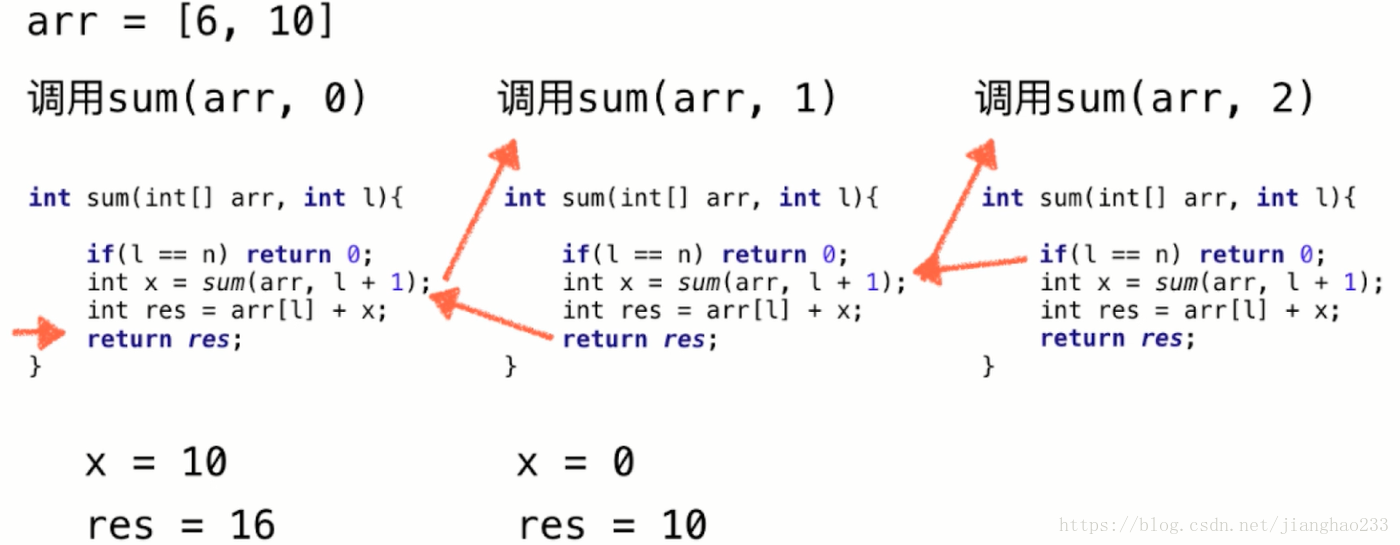 arr = [6, 10]
调用sum(arr, 0)
int sum(int[] arr, int l){
if(l == n) return 0;
int x = sum(arr, l + 1);
int res = arr[l] + x;
return res;
}
x = 10
res = 16
调用sum(arr, 1)
int sum(int[] arr, int l){
if(l == n) return 0;
int x = sum(arr, l + 1);
int res = arr[l] + x;
return res;
}
x = 0
res = 10
调用sum(arr, 2)
int sum(int[] arr, int l){
if(l == n) return 0;
int x = sum(arr, l + 1);
int res = arr[l] + x;
return res;
}
https://blog.csdn.net/jianghao233